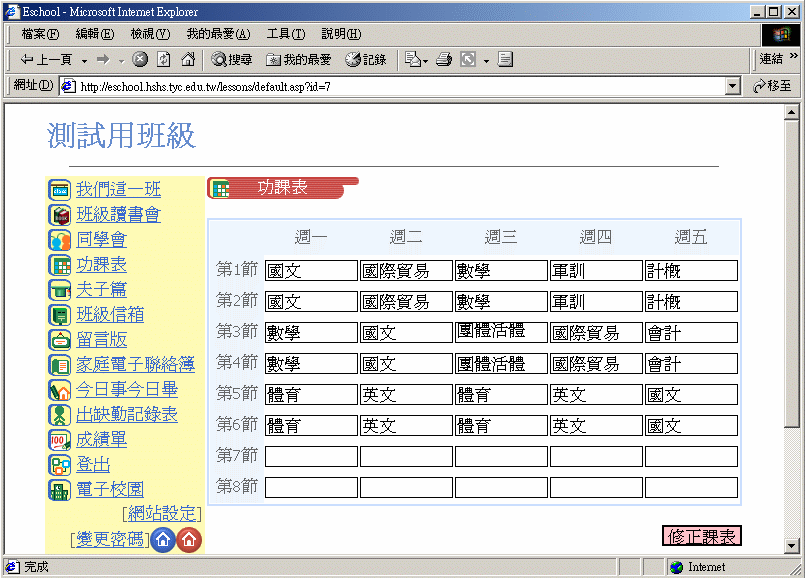 Eschool - Microsoft Internet Explorer
檔案(F) 編輯(E) 檢視(V) 我的最愛(A) 工具(T) 說明(H)
上一頁 搜尋 我的最愛 記錄 連結 »
網址(D) http://eschool.hshs.tyc.edu.tw/lessons/default.asp?id=7 移至
測試用班級
我們這一班
班級讀書會
同學會
功課表
夫子篇
班級信箱
留言版
家庭電子聯絡簿
今日事今日畢
出缺勤記錄表
成績單
登出
電子校園
[網站設定]
[變更密碼]
功課表
週一 週二 週三 週四 週五
第1節 國文 國際貿易 數學 軍訓 計概
第2節 國文 國際貿易 數學 軍訓 計概
第3節 數學 國文 團體活體 國際貿易 會計
第4節 數學 國文 團體活體 國際貿易 會計
第5節 體育 英文 體育 英文 國文
第6節 體育 英文 體育 英文 國文
第7節
第8節
修正課表
完成 Internet